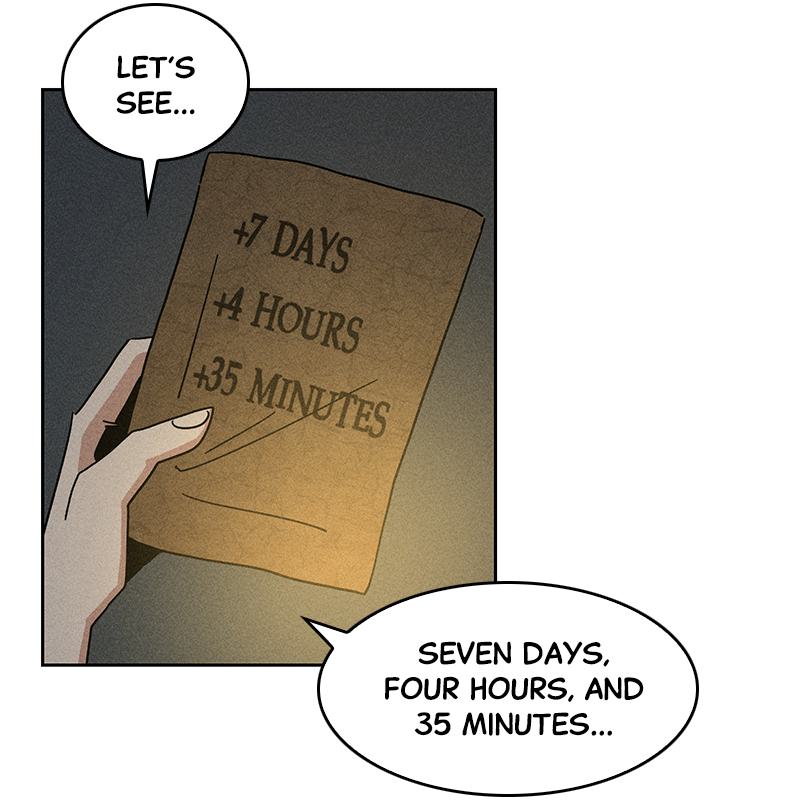 LET'S
SEE...
+7 DAYS
+4 HOURS
+35 MINUTES
SEVEN DAYS,
FOUR HOURS, AND
35 MINUTES...